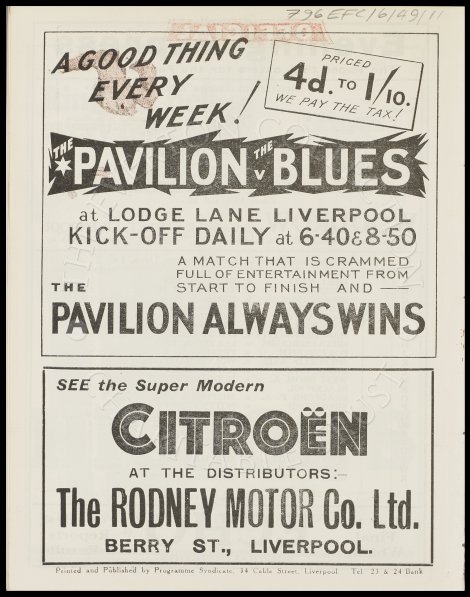 796EFC/6/49/11
A GOOD THING
EVERY
WEEK!
PRICED
4d. TO 1/10.
WE PAY THE TAX!
THE PAVILION THE v BLUES
at LODGE LANE LIVERPOOL
KICK-OFF DAILY at 6·40 & 8-50
A MATCH THAT IS CRAMMED
FULL OF ENTERTAINMENT FROM
START TO FINISH AND —
THE
PAVILION ALWAYS WINS
SEE the Super Modern
CITROËN
AT THE DISTRIBUTORS:-
The RODNEY MOTOR Co. Ltd.
BERRY ST., LIVERPOOL.
Printed and Published by Programme Syndicate, 34 Cable Street, Liverpool. Tel. 23 & 24 Bank